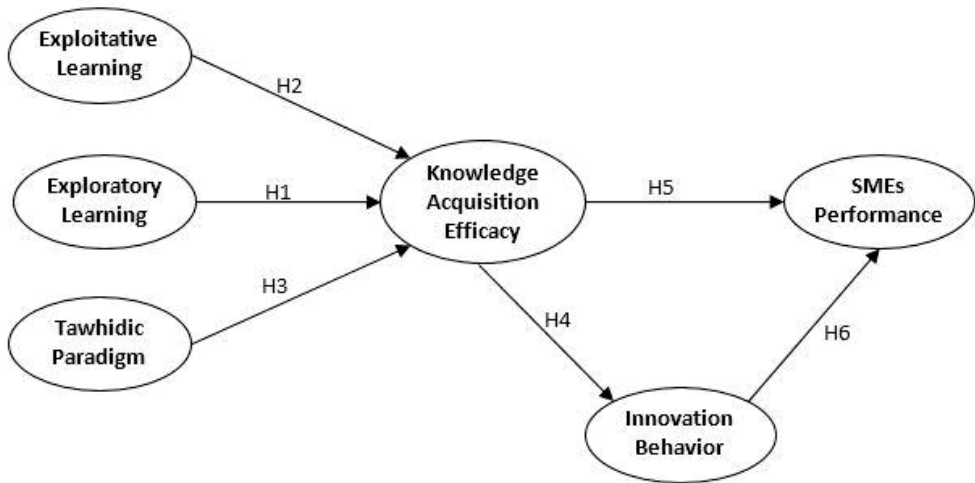 Exploitative
Learning
H2
Exploratory
Learning
H1
Knowledge
Acquisition
Efficacy
H5
SMEs
Performance
Tawhidic
Paradigm
H3
H4
H6
Innovation
Behavior